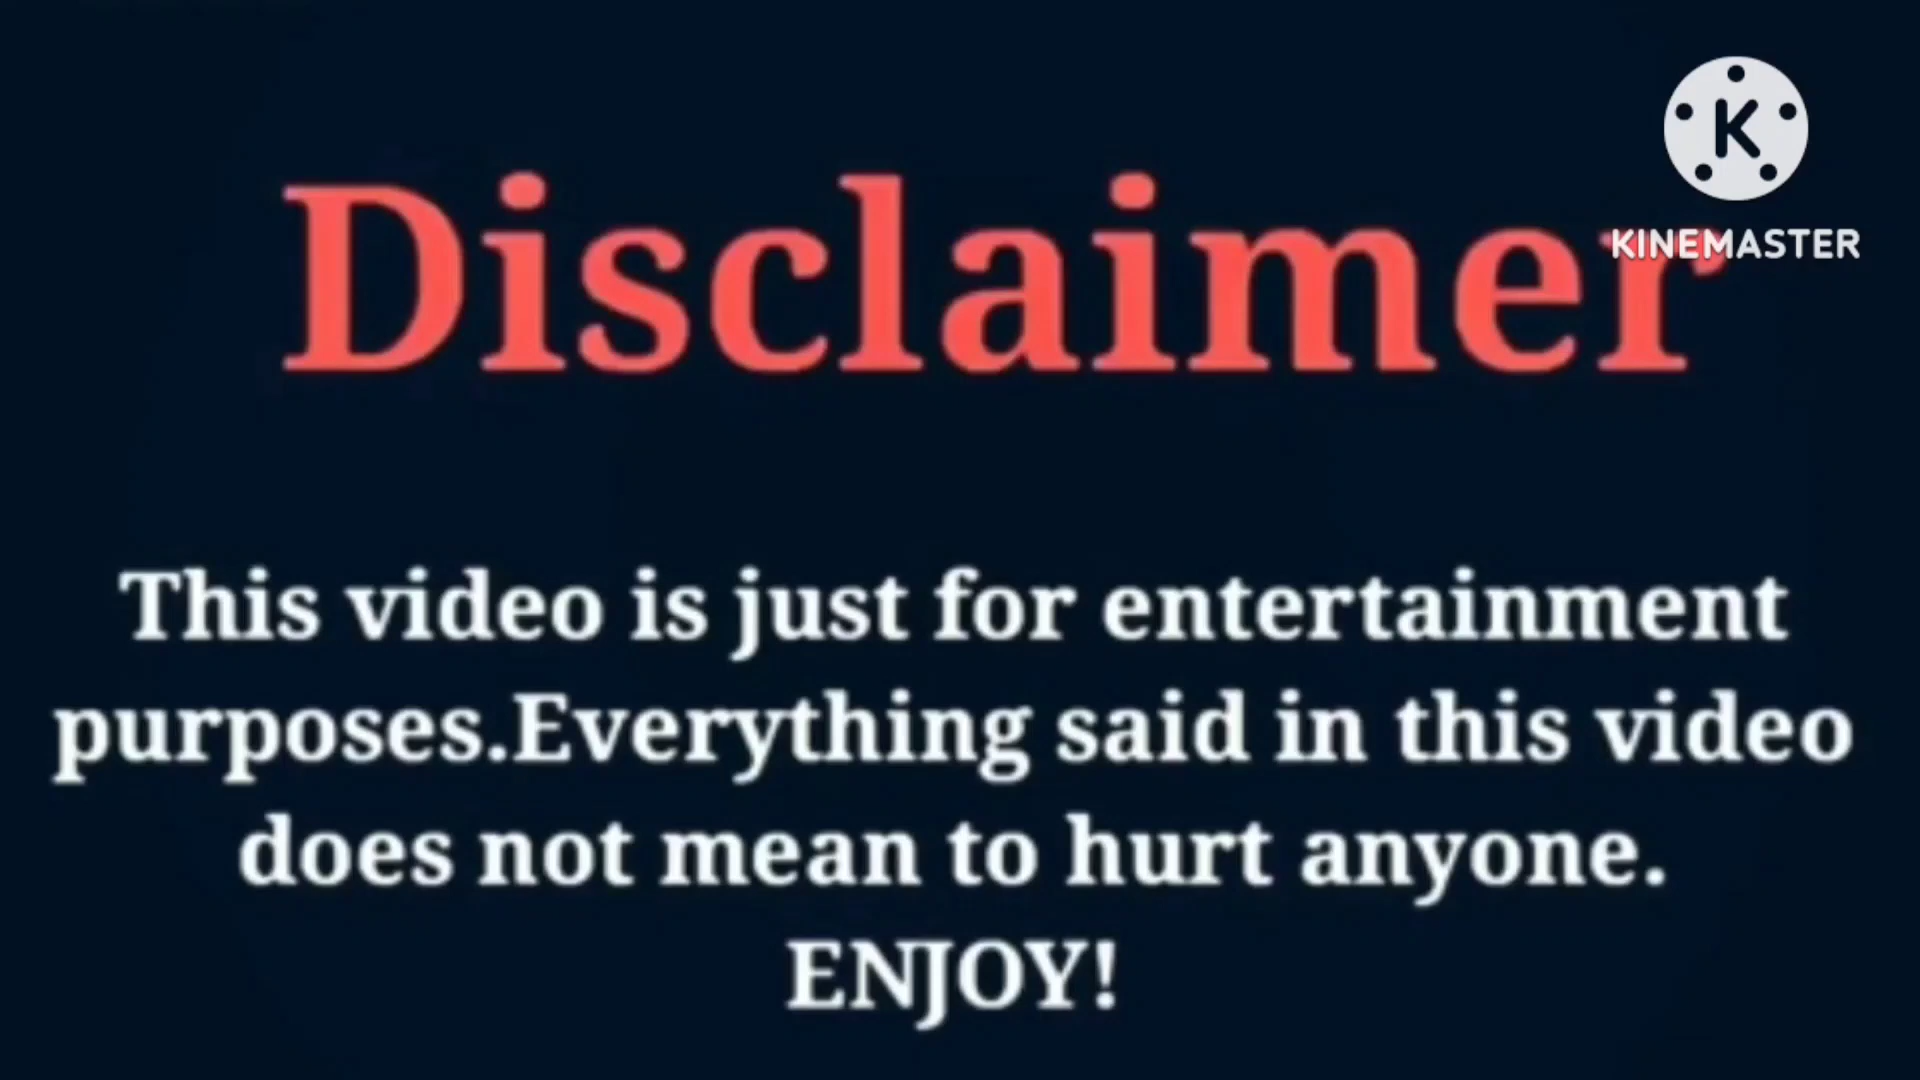 K
KINEMASTER
Disclaimer
This video is just for entertainment
purposes.Everything said in this video
does not mean to hurt anyone.
ENJOY!